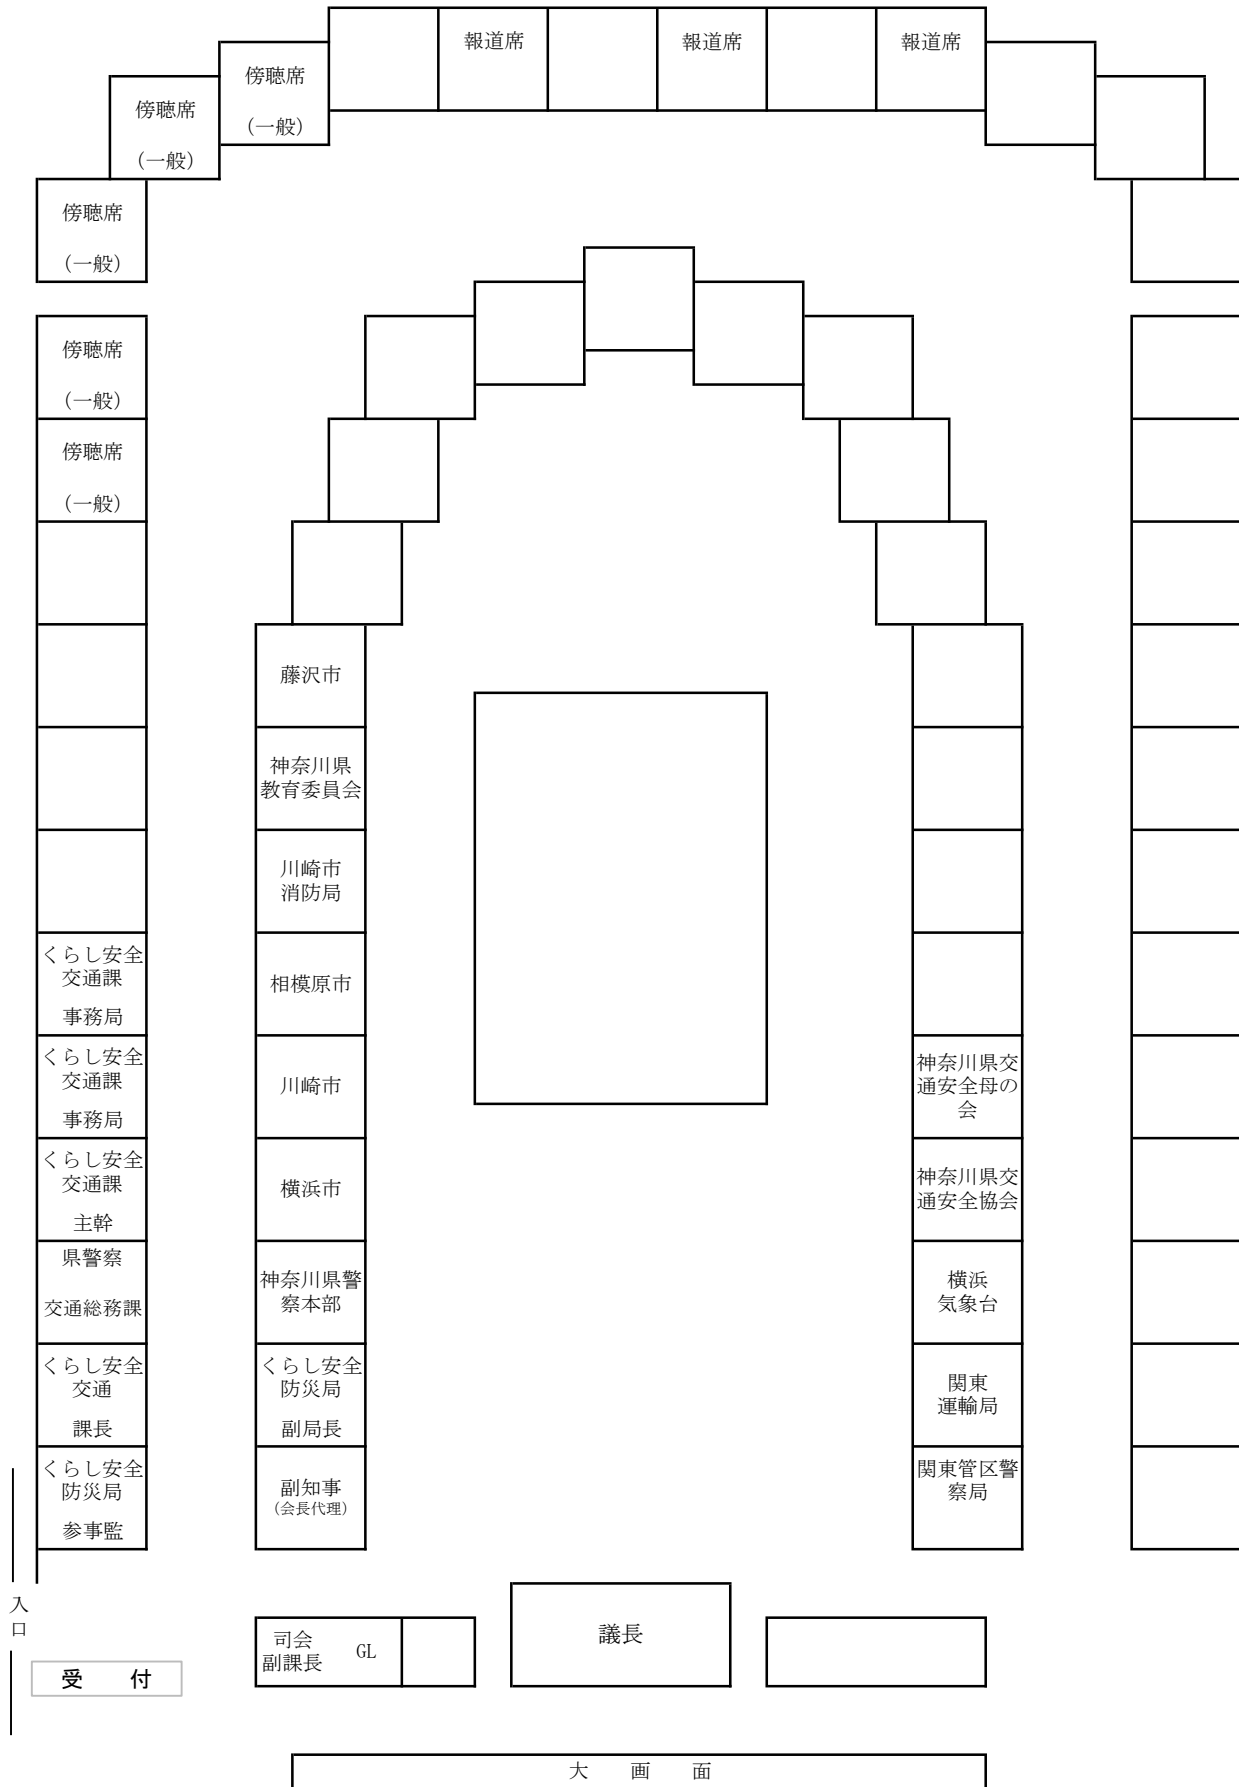 報道席
報道席
報道席
傍聴席
(一般)
傍聴席
(一般)
傍聴席
(一般)
傍聴席
(一般)
傍聴席
(一般)
藤沢市
神奈川県
教育委員会
川崎市
消防局
くらし安全
交通課
事務局
相模原市
くらし安全
交通課
事務局
川崎市
神奈川県交
通安全母の
会
くらし安全
交通課
主幹
横浜市
神奈川県交
通安全協会
県警察
交通総務課
神奈川県警
察本部
横浜
気象台
くらし安全
交通
課長
くらし安全
防災局
副局長
関東
運輸局
くらし安全
防災局
参事監
副知事
(会長代理)
関東管区警
察局
入
口
受 付
司会
副課長 GL
議長
大 画 面